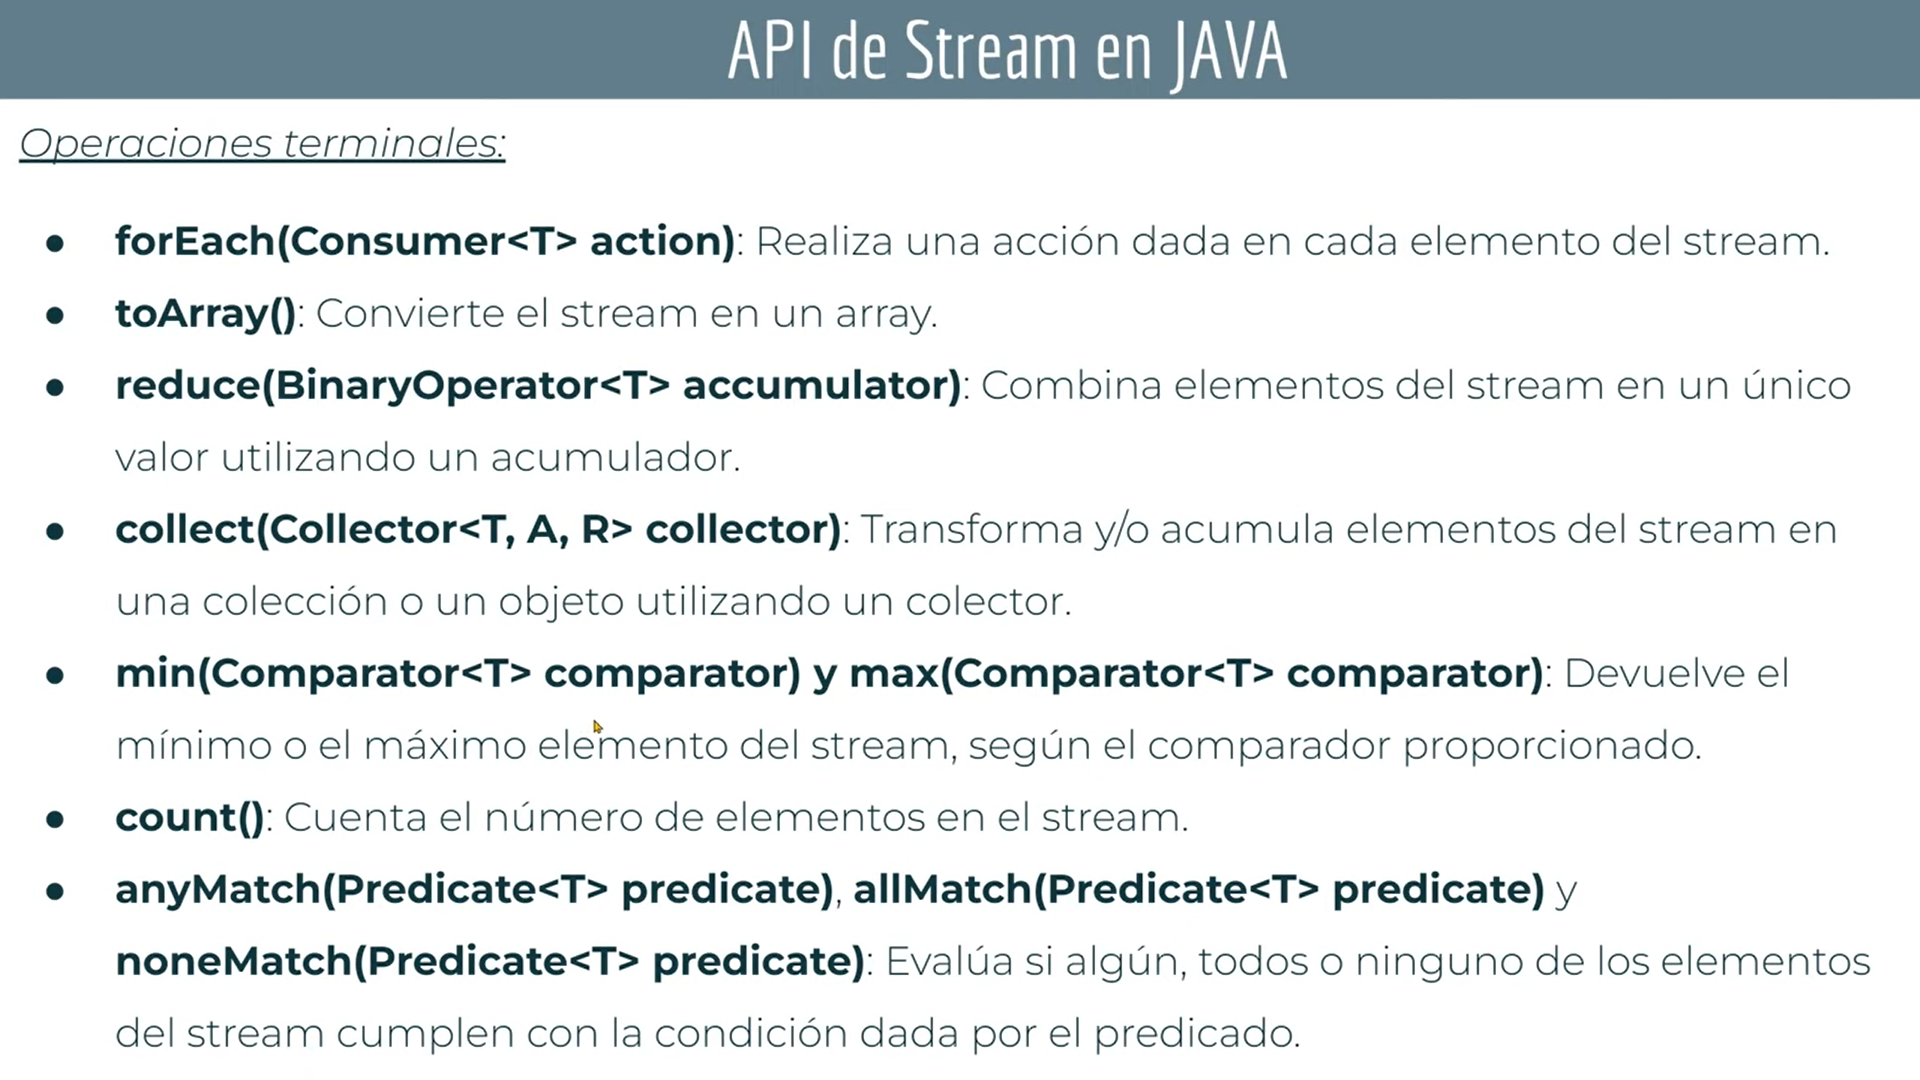 API de Stream en JAVA
Operaciones terminales:
● forEach(Consumer<T> action): Realiza una acción dada en cada elemento del stream.
● toArray(): Convierte el stream en un array.
● reduce(BinaryOperator<T> accumulator): Combina elementos del stream en un único
valor utilizando un acumulador.
● collect(Collector<T, A, R> collector): Transforma y/o acumula elementos del stream en
una colección o un objeto utilizando un colector.
● min(Comparator<T> comparator) y max(Comparator<T> comparator): Devuelve el
mínimo o el máximo elemento del stream, según el comparador proporcionado.
● count(): Cuenta el número de elementos en el stream.
● anyMatch(Predicate<T> predicate), allMatch(Predicate<T> predicate) y
noneMatch(Predicate<T> predicate): Evalúa si algún, todos o ninguno de los elementos
del stream cumplen con la condición dada por el predicado.